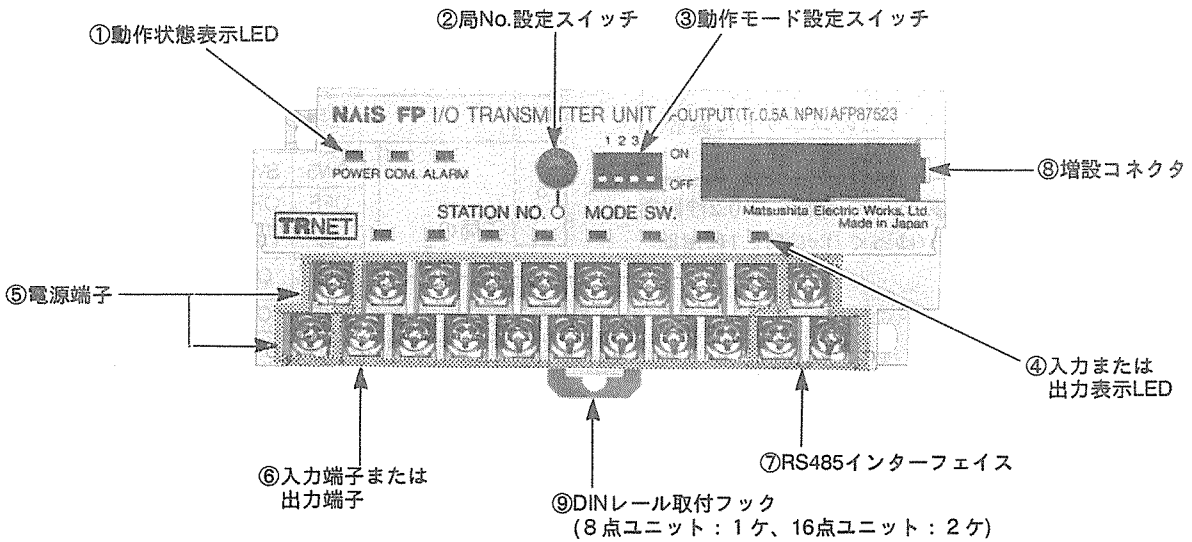 ②局No.設定スイッチ
③動作モード設定スイッチ
①動作状態表示LED
NAiS FP I/O TRANSMITTER UNIT
-OUTPUT(Tr.0.5A NPN)AFP87523
1 2 3
ON
OFF
POWER COM. ALARM
⑧増設コネクタ
STATION NO. MODE SW.
Matsushita Electric Works, Ltd.
Made in Japan
TRNET
⑤電源端子
④入力または
出力表示LED
⑥入力端子または
出力端子
⑦RS485インターフェイス
⑨DINレール取付フック
(8点ユニット：1ケ、16点ユニット：2ケ)